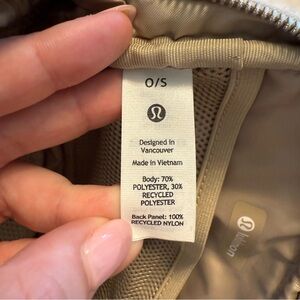 O/S
Designed in
Vancouver
Made in Vietnam
Body: 70%
POLYESTER, 30%
RECYCLED
POLYESTER
Back Panel: 100%
RECYCLED NYLON